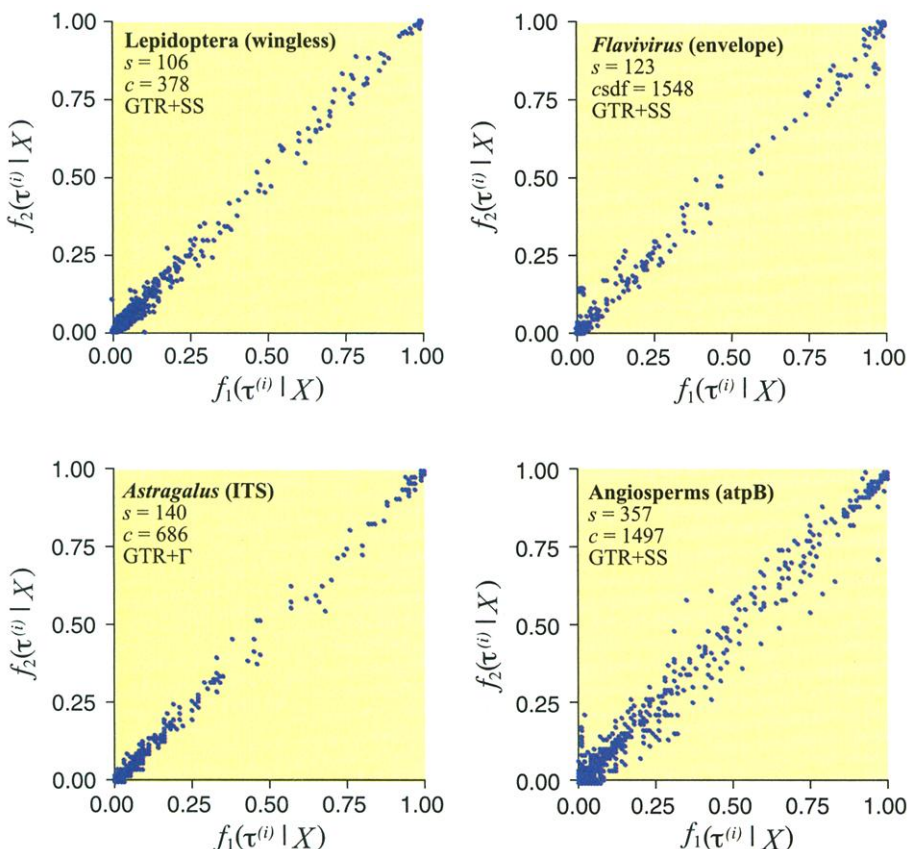 1.00
0.75
0.50
0.25
0.00
f₂(τ⁽ⁱ⁾ | X)
Lepidoptera (wingless)
s = 106
c = 378
GTR+SS
0.00 0.25 0.50 0.75 1.00
f₁(τ⁽ⁱ⁾ | X)
1.00
0.75
0.50
0.25
0.00
f₂(τ⁽ⁱ⁾ | X)
Flavivirus (envelope)
s = 123
csdf = 1548
GTR+SS
0.00 0.25 0.50 0.75 1.00
f₁(τ⁽ⁱ⁾ | X)
1.00
0.75
0.50
0.25
0.00
f₂(τ⁽ⁱ⁾ | X)
Astragalus (ITS)
s = 140
c = 686
GTR+Γ
0.00 0.25 0.50 0.75 1.00
f₁(τ⁽ⁱ⁾ | X)
1.00
0.75
0.50
0.25
0.00
f₂(τ⁽ⁱ⁾ | X)
Angiosperms (atpB)
s = 357
c = 1497
GTR+SS
0.00 0.25 0.50 0.75 1.00
f₁(τ⁽ⁱ⁾ | X)